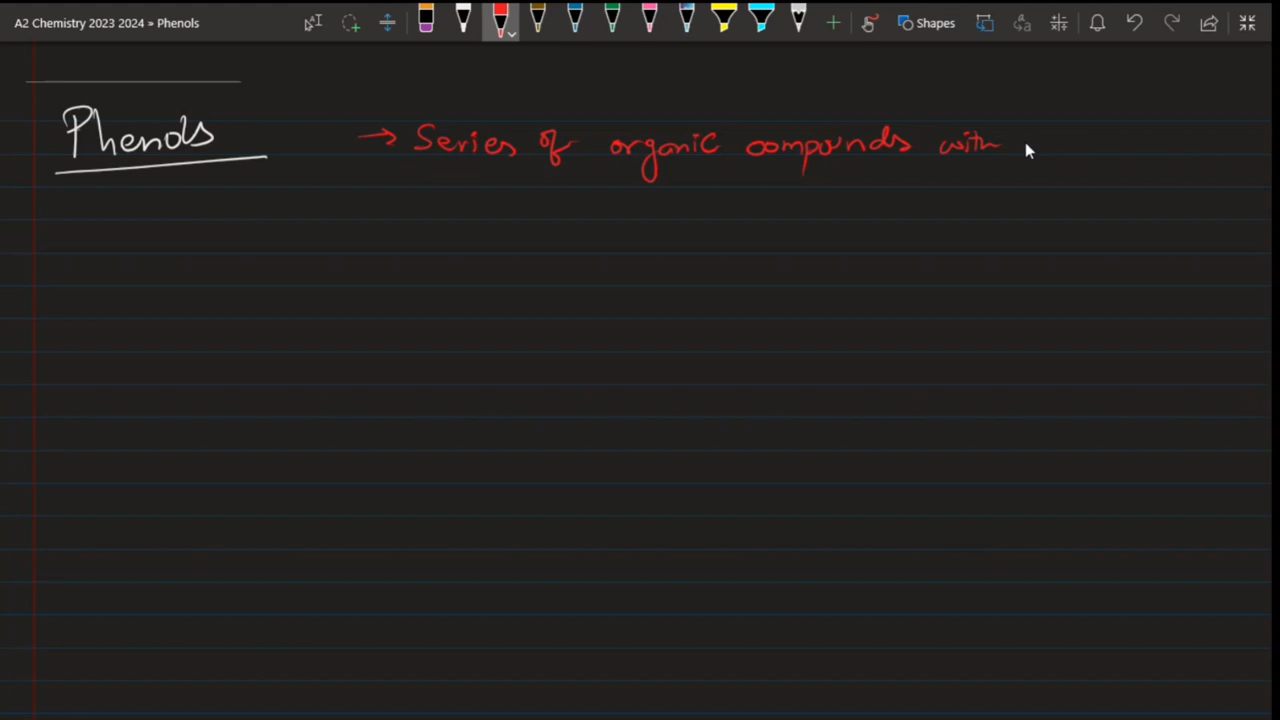 A2 Chemistry 2023 2024 » Phenols
Shapes
Phenols → Series of organic compounds with